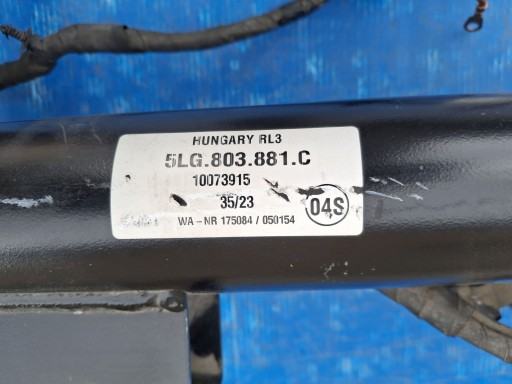 HUNGARY RL3
5LG.803.881.C
10073915
35/23
04S
WA-NR 175084 / 050154